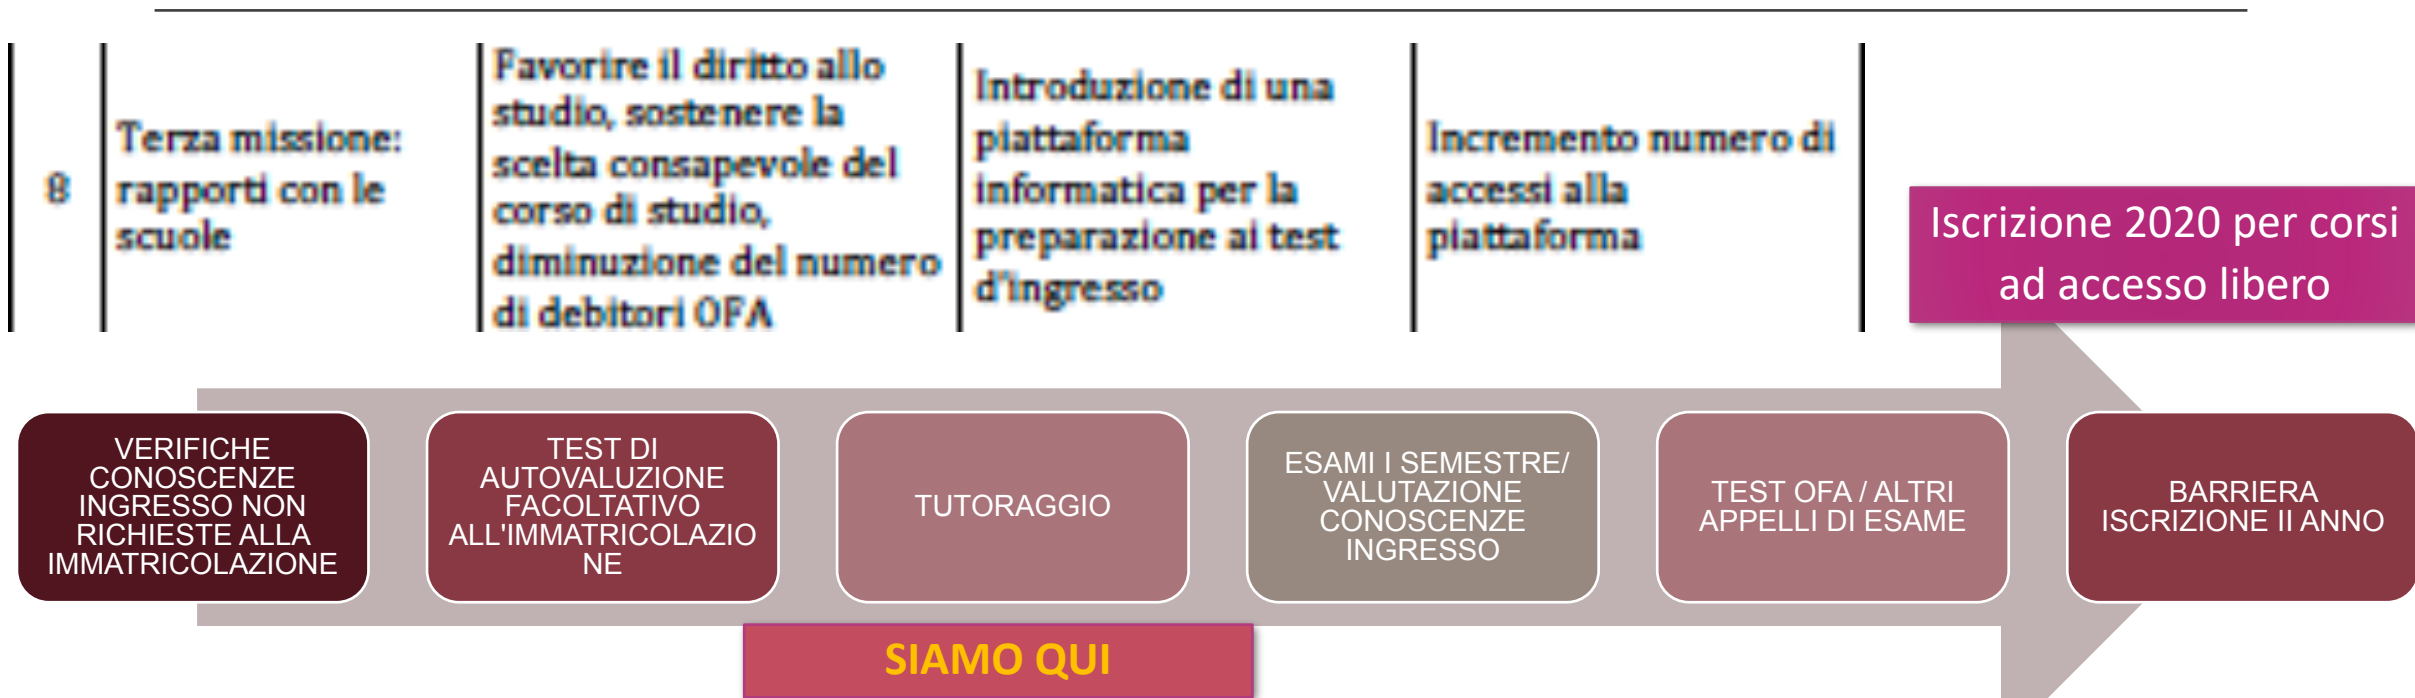 8
Terza missione:
rapporti con le
scuole
Favorire il diritto allo
studio, sostenere la
scelta consapevole del
corso di studio,
diminuzione del numero
di debitori OFA
Introduzione di una
piattaforma
informatica per la
preparazione ai test
d'ingresso
Incremento numero di
accessi alla
piattaforma
Iscrizione 2020 per corsi
ad accesso libero
VERIFICHE
CONOSCENZE
INGRESSO NON
RICHIESTE ALLA
IMMATRICOLAZIONE
TEST DI
AUTOVALUZIONE
FACOLTATIVO
ALL'IMMATRICOLAZIO
NE
TUTORAGGIO
ESAMI I SEMESTRE/
VALUTAZIONE
CONOSCENZE
INGRESSO
TEST OFA / ALTRI
APPELLI DI ESAME
BARRIERA
ISCRIZIONE II ANNO
SIAMO QUI